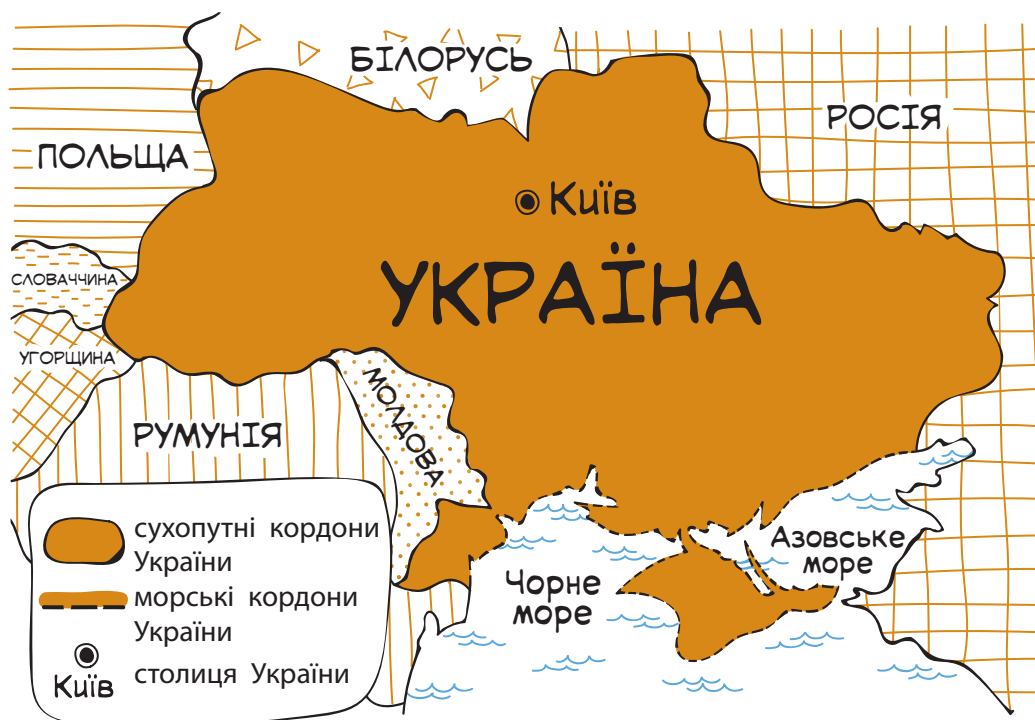 БІЛОРУСЬ
РОСІЯ
ПОЛЬЩА
Київ
УКРАЇНА
СЛОВАЧЧИНА
УГОРЩИНА
МОЛДОВА
РУМУНІЯ
Азовське
море
Чорне
море
сухопутні кордони
України
морські кордони
України
Київ столиця України